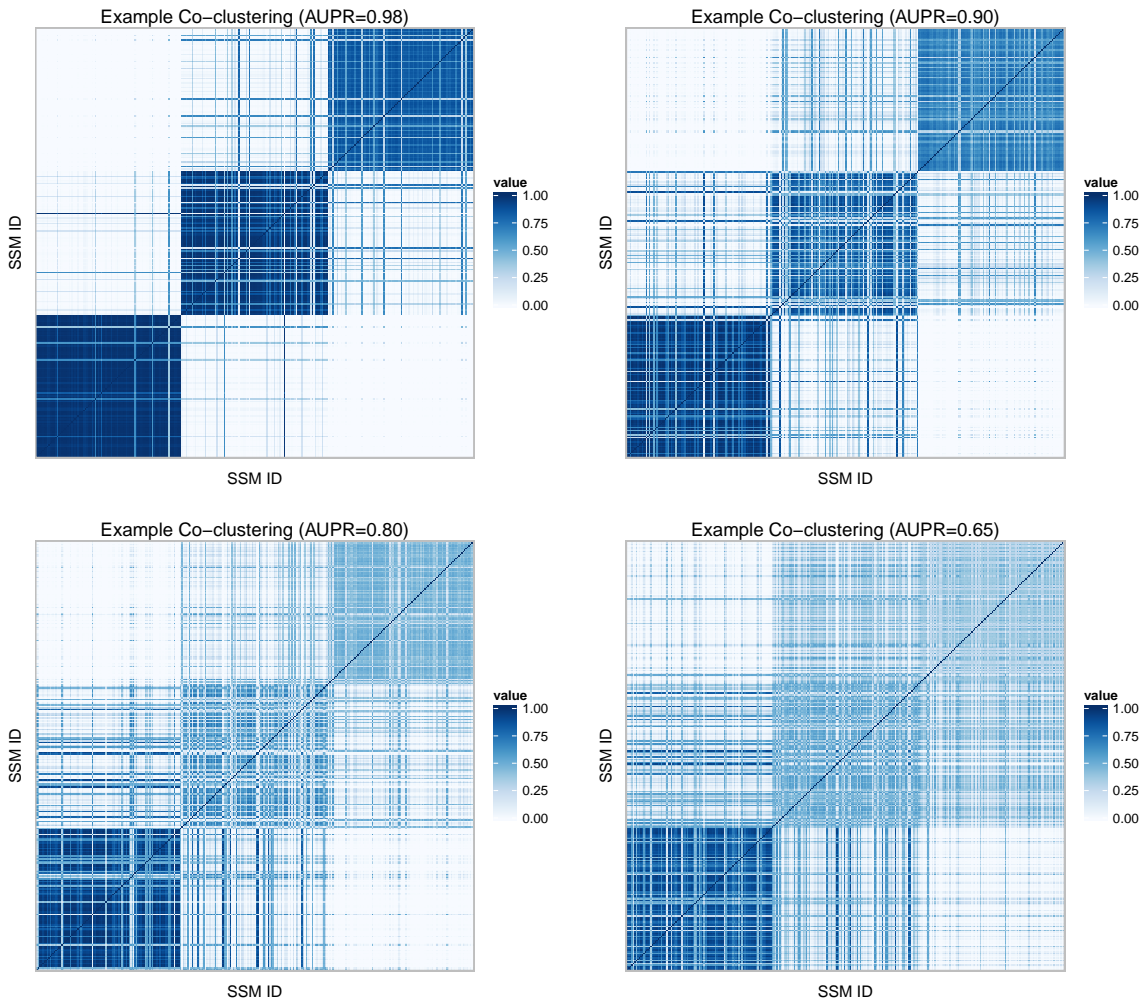 Example Co−clustering (AUPR=0.98)
SSM ID
SSM ID
value
1.00
0.75
0.50
0.25
0.00
Example Co−clustering (AUPR=0.90)
SSM ID
SSM ID
value
1.00
0.75
0.50
0.25
0.00
Example Co−clustering (AUPR=0.80)
SSM ID
SSM ID
value
1.00
0.75
0.50
0.25
0.00
Example Co−clustering (AUPR=0.65)
SSM ID
SSM ID
value
1.00
0.75
0.50
0.25
0.00